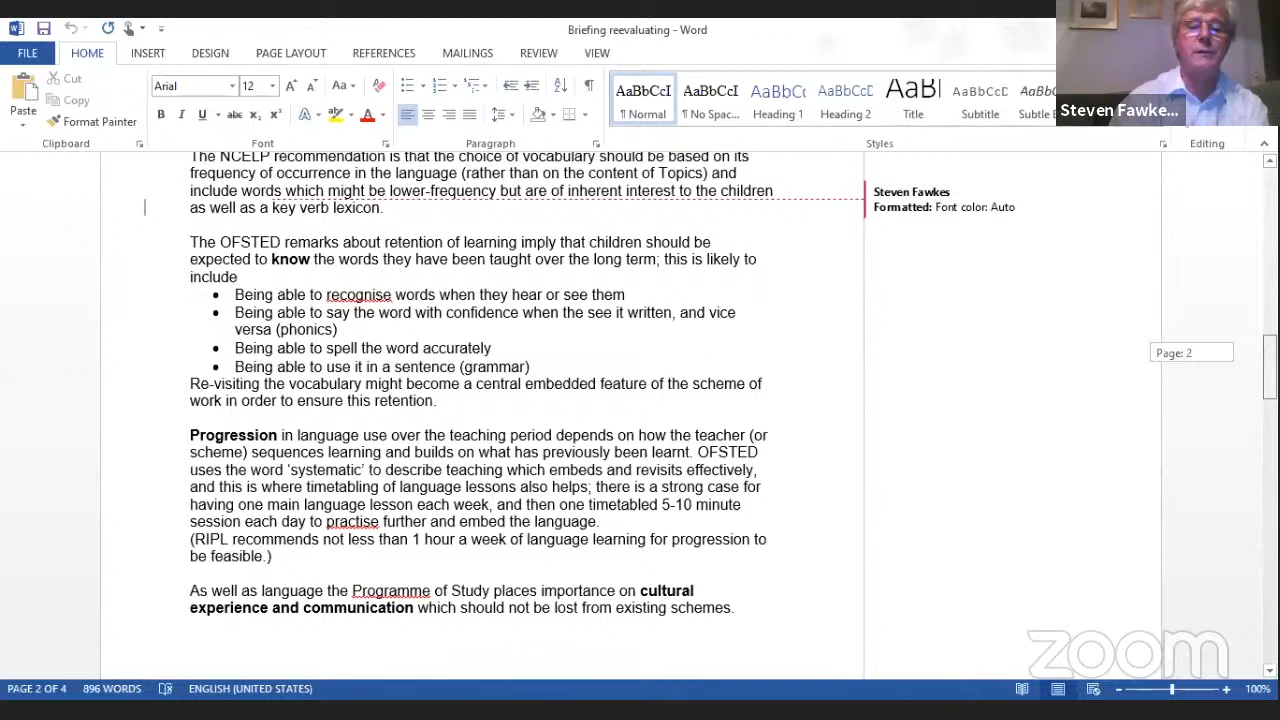 Briefing reevaluating - Word
FILE HOME INSERT DESIGN PAGE LAYOUT REFERENCES MAILINGS REVIEW VIEW
Steven Fawke...
Paste
Cut
Copy
Format Painter
Arial 12
Aa
B I U abc x₂ x²
AaBbCcI AaBbCcI AaBbCc AaBbCcD AaBl AaBbCcD
¶ Normal ¶ No Spac... Heading 1 Heading 2 Title Subtitle Subtle E
Clipboard Font Paragraph Styles Editing
The NCELP recommendation is that the choice of vocabulary should be based on its
frequency of occurrence in the language (rather than on the content of Topics) and
include words which might be lower-frequency but are of inherent interest to the children
as well as a key verb lexicon.
Steven Fawkes
Formatted: Font color: Auto
The OFSTED remarks about retention of learning imply that children should be
expected to know the words they have been taught over the long term; this is likely to
include
• Being able to recognise words when they hear or see them
• Being able to say the word with confidence when the see it written, and vice
versa (phonics)
• Being able to spell the word accurately
• Being able to use it in a sentence (grammar)
Re-visiting the vocabulary might become a central embedded feature of the scheme of
work in order to ensure this retention.
Page: 2
Progression in language use over the teaching period depends on how the teacher (or
scheme) sequences learning and builds on what has previously been learnt. OFSTED
uses the word ‘systematic’ to describe teaching which embeds and revisits effectively,
and this is where timetabling of language lessons also helps; there is a strong case for
having one main language lesson each week, and then one timetabled 5-10 minute
session each day to practise further and embed the language.
(RIPL recommends not less than 1 hour a week of language learning for progression to
be feasible.)
As well as language the Programme of Study places importance on cultural
experience and communication which should not be lost from existing schemes.
zoom
PAGE 2 OF 4 896 WORDS ENGLISH (UNITED STATES) 100%